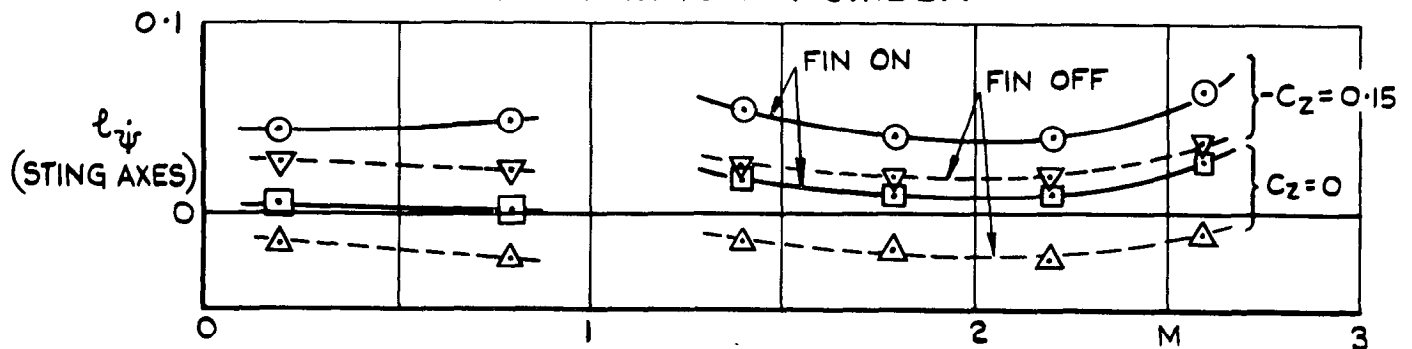 0.1
FIN ON
FIN OFF
-Cz = 0.15
ℓψ̇
(STING AXES)
0
Cz = 0
0
1
2
M
3